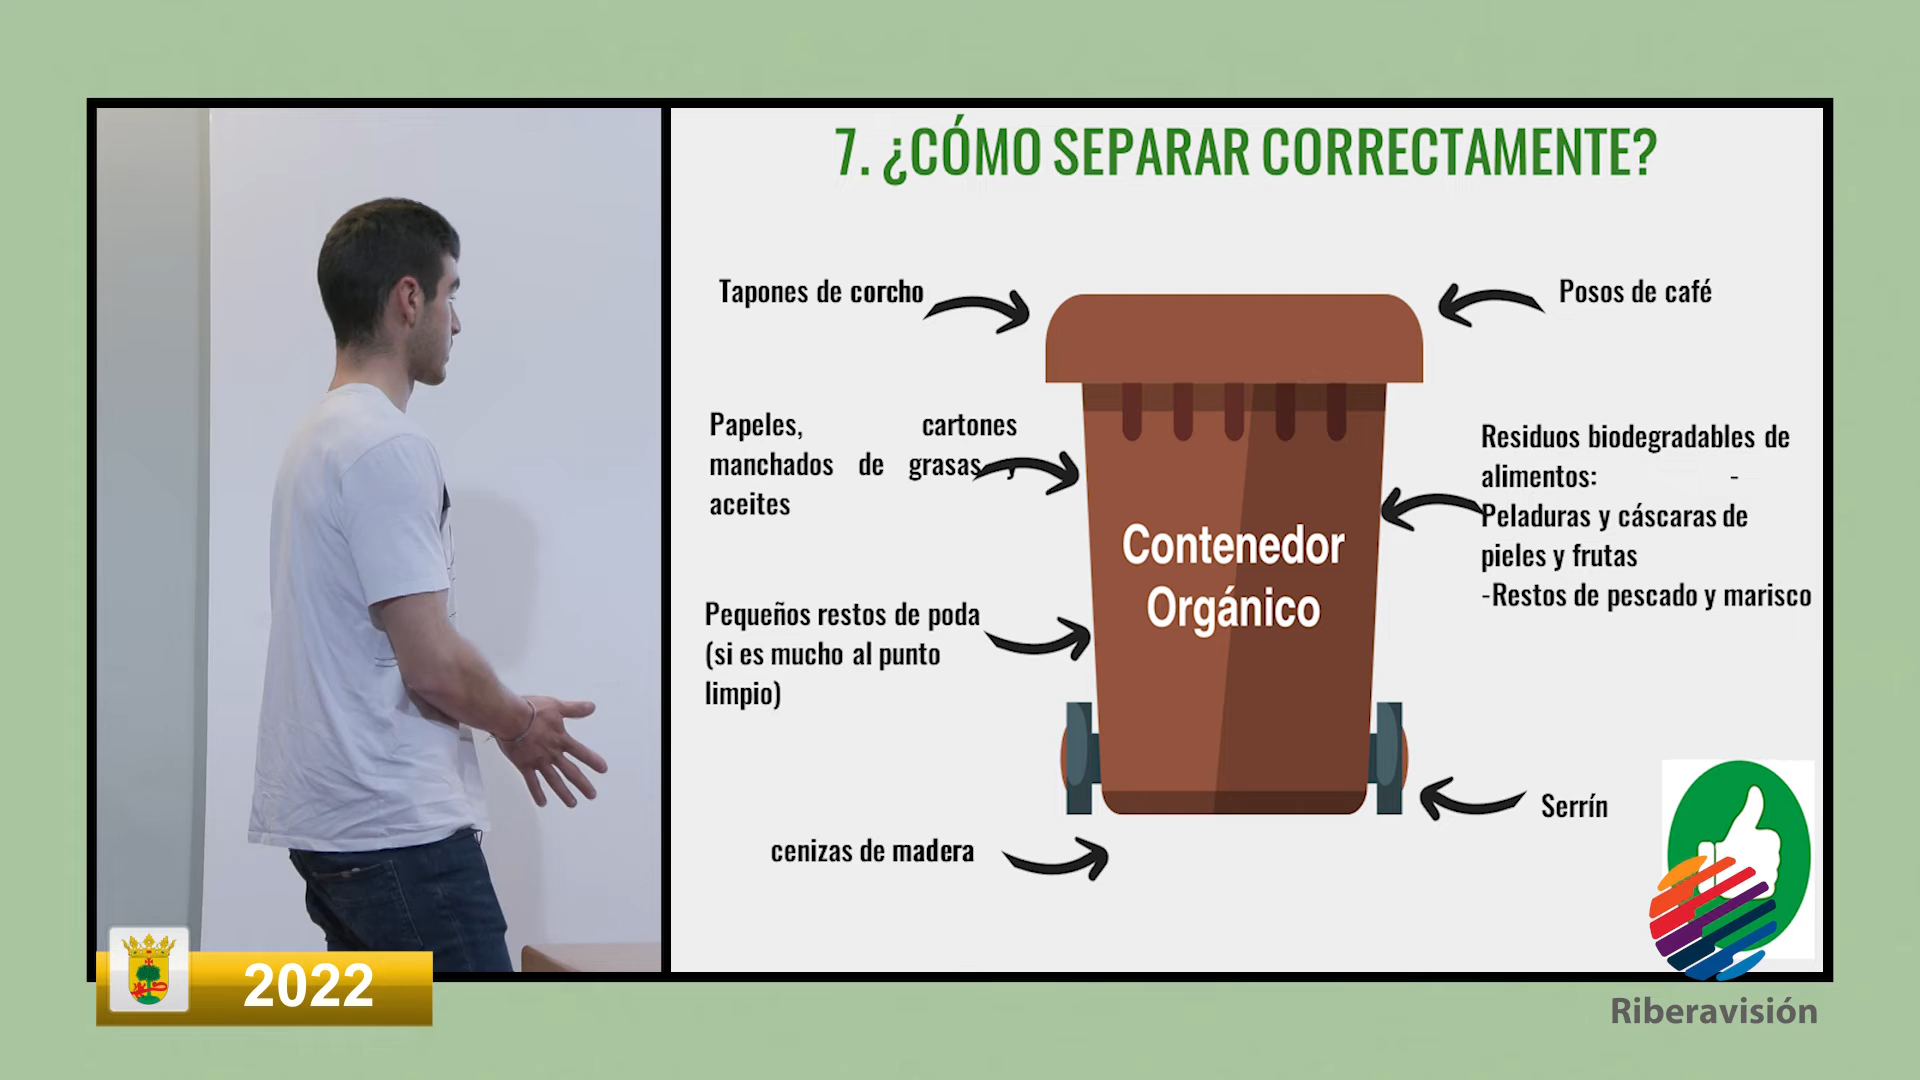 7. ¿CÓMO SEPARAR CORRECTAMENTE?
Tapones de corcho
Posos de café
Papeles, cartones
manchados de grasas y
aceites
Residuos biodegradables de
alimentos: -
Peladuras y cáscaras de
pieles y frutas
-Restos de pescado y marisco
Contenedor
Orgánico
Pequeños restos de poda
(si es mucho al punto
limpio)
Serrín
cenizas de madera
2022
Riberavisión